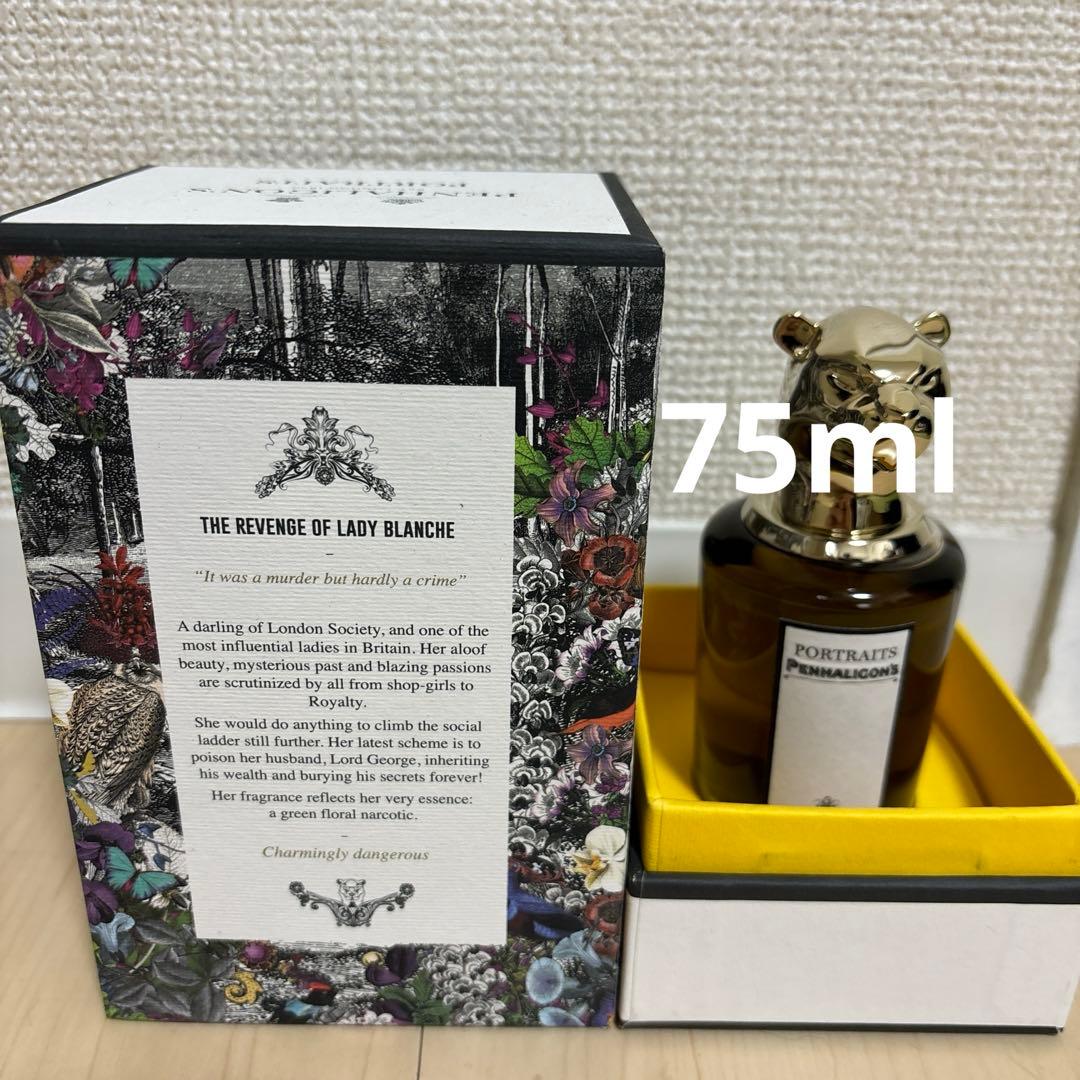 PENHALIGON'S
PORTRAITS
THE REVENGE OF LADY BLANCHE
“It was a murder but hardly a crime”
A darling of London Society, and one of the
most influential ladies in Britain. Her aloof
beauty, mysterious past and blazing passions
are scrutinized by all from shop-girls to
Royalty.
She would do anything to climb the social
ladder still further. Her latest scheme is to
poison her husband, Lord George, inheriting
his wealth and burying his secrets forever!
Her fragrance reflects her very essence:
a green floral narcotic.
Charmingly dangerous
75ml
PORTRAITS
PENHALIGON'S